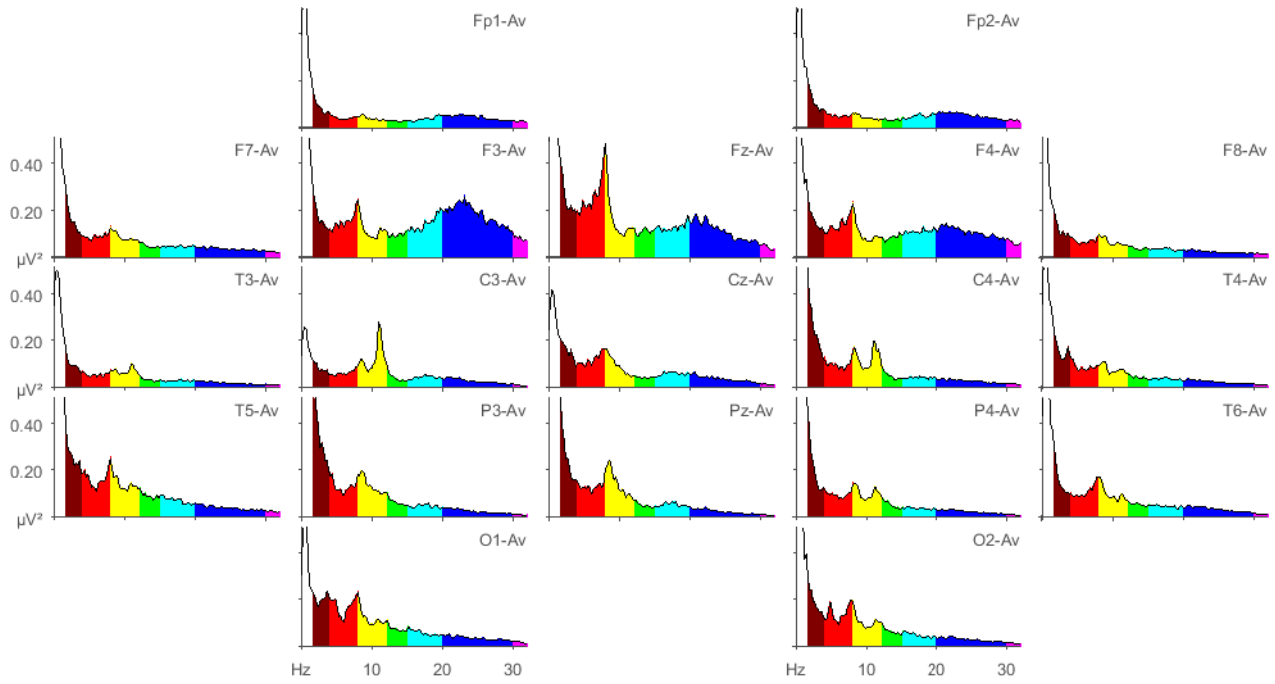 Fp1-Av Fp2-Av
F7-Av F3-Av Fz-Av F4-Av F8-Av
0.40
0.20
µV²
T3-Av C3-Av Cz-Av C4-Av T4-Av
0.40
0.20
T5-Av P3-Av Pz-Av P4-Av T6-Av
0.40
0.20
µV²
O1-Av O2-Av
Hz 10 20 30 Hz 10 20 30